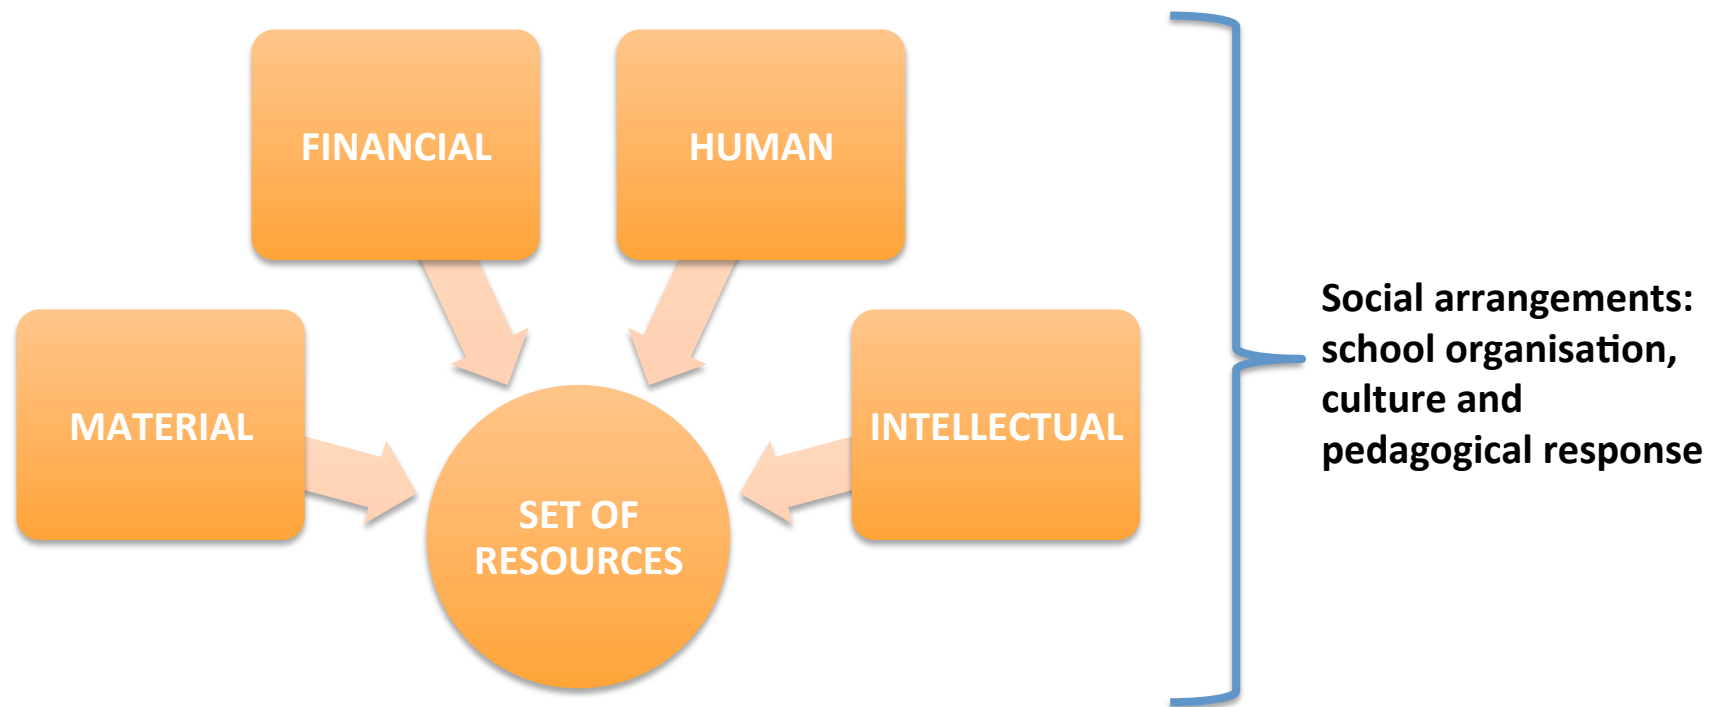 FINANCIAL
HUMAN
MATERIAL
INTELLECTUAL
SET OF
RESOURCES
Social arrangements:
school organisation,
culture and
pedagogical response